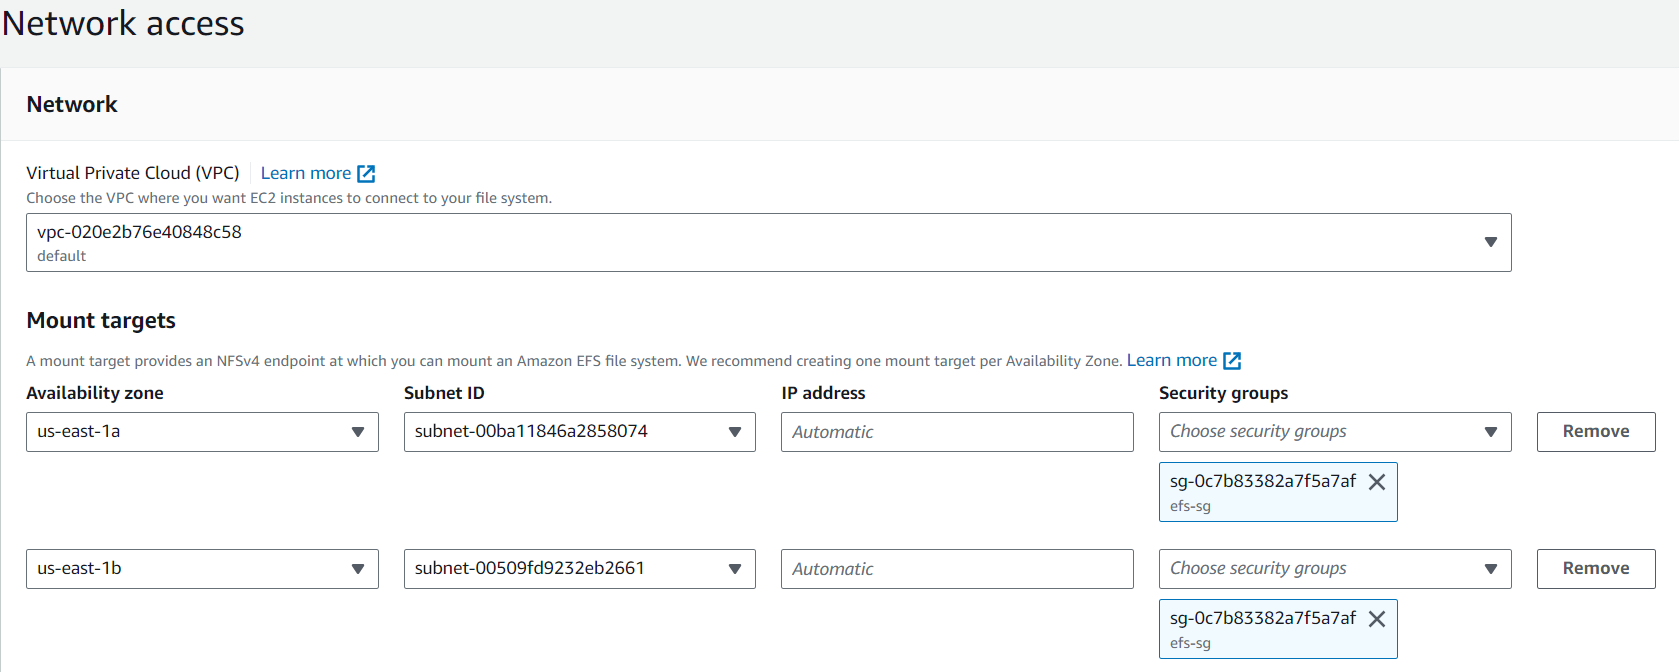 Network access
Network
Virtual Private Cloud (VPC) Learn more
Choose the VPC where you want EC2 instances to connect to your file system.
vpc-020e2b76e40848c58
default
Mount targets
A mount target provides an NFSv4 endpoint at which you can mount an Amazon EFS file system. We recommend creating one mount target per Availability Zone. Learn more
Availability zone Subnet ID IP address Security groups
us-east-1a subnet-00ba11846a2858074 Automatic Choose security groups Remove
sg-0c7b83382a7f5a7af
efs-sg
us-east-1b subnet-00509fd9232eb2661 Automatic Choose security groups Remove
sg-0c7b83382a7f5a7af
efs-sg